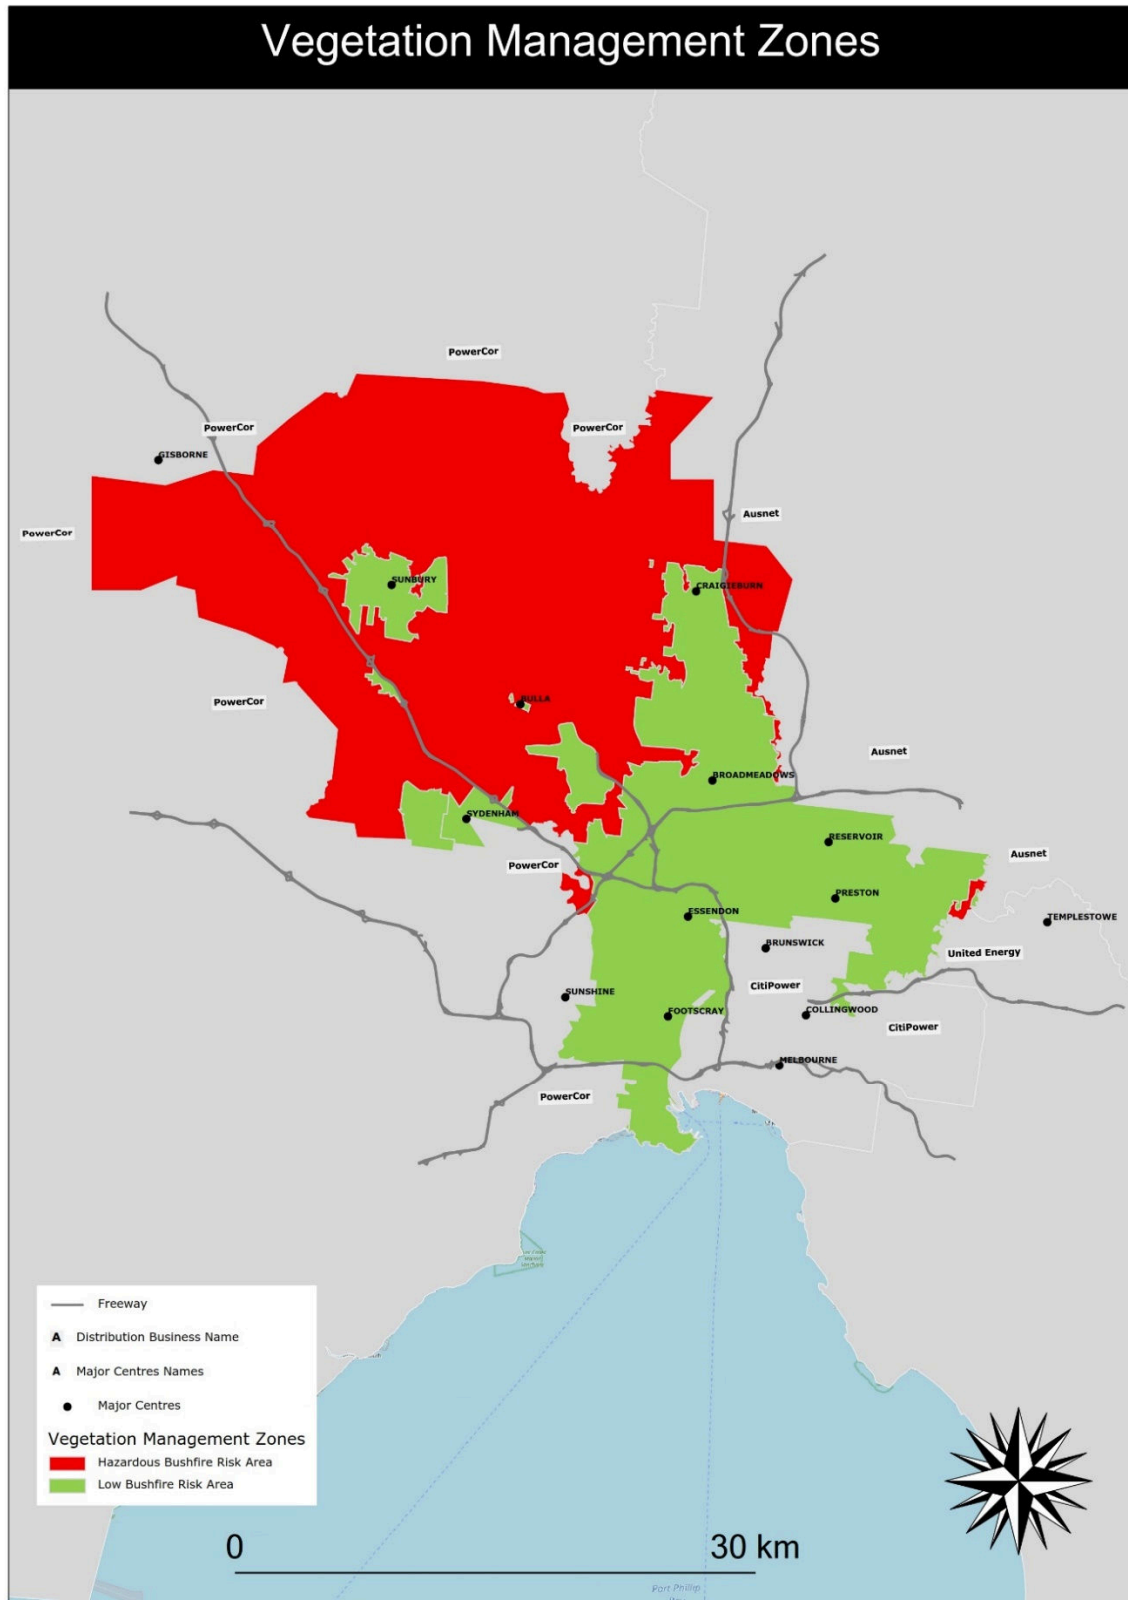 Vegetation Management Zones
PowerCor
PowerCor
PowerCor
GISBORNE
Ausnet
PowerCor
SUNBURY
CRAIGIEBURN
PowerCor
BULLA
Ausnet
BROADMEADOWS
SYDENHAM
RESERVOIR
PowerCor
Ausnet
PRESTON
ESSENDON
TEMPLESTOWE
BRUNSWICK
United Energy
CitiPower
SUNSHINE
FOOTSCRAY
COLLINGWOOD
CitiPower
MELBOURNE
PowerCor
Freeway
A Distribution Business Name
A Major Centres Names
Major Centres
Vegetation Management Zones
Hazardous Bushfire Risk Area
Low Bushfire Risk Area
0 30 km
Port Phillip